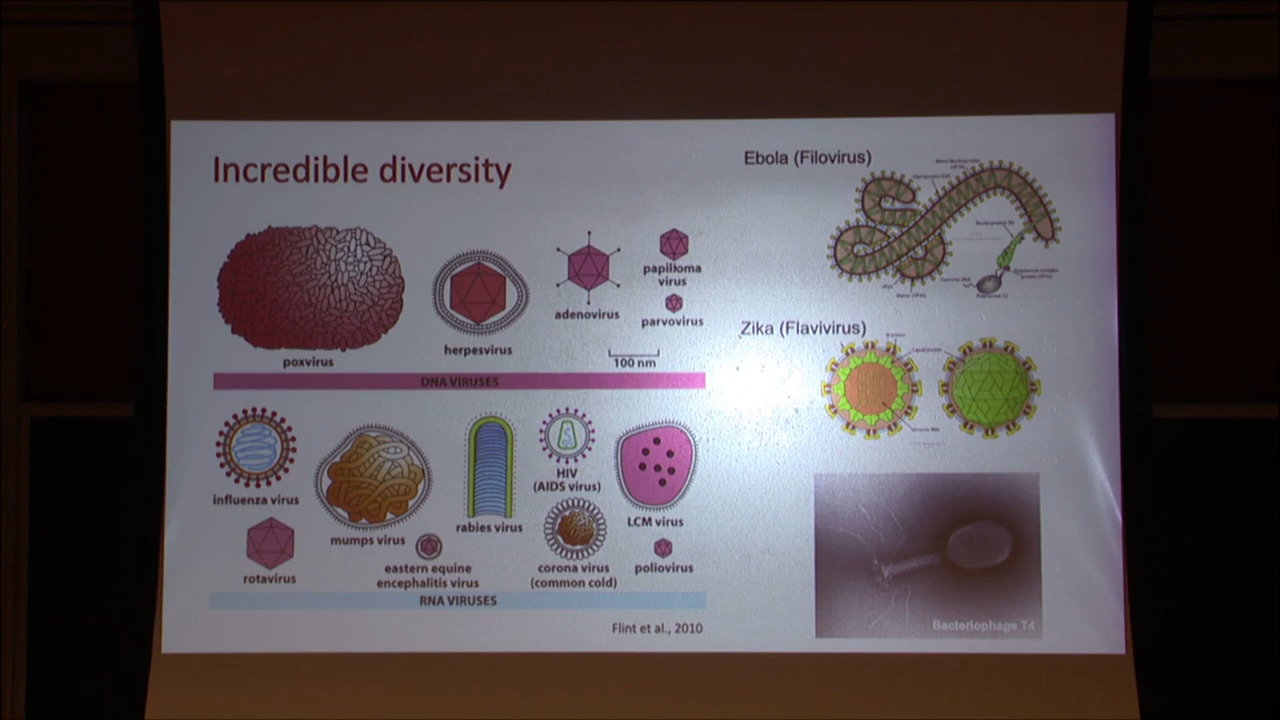 Incredible diversity
poxvirus
herpesvirus
adenovirus
papilloma
virus
parvovirus
100 nm
DNA VIRUSES
influenza virus
mumps virus
rabies virus
HIV
(AIDS virus)
LCM virus
rotavirus
eastern equine
encephalitis virus
corona virus
(common cold)
poliovirus
RNA VIRUSES
Flint et al., 2010
Ebola (Filovirus)
Zika (Flavivirus)
Bacteriophage T4